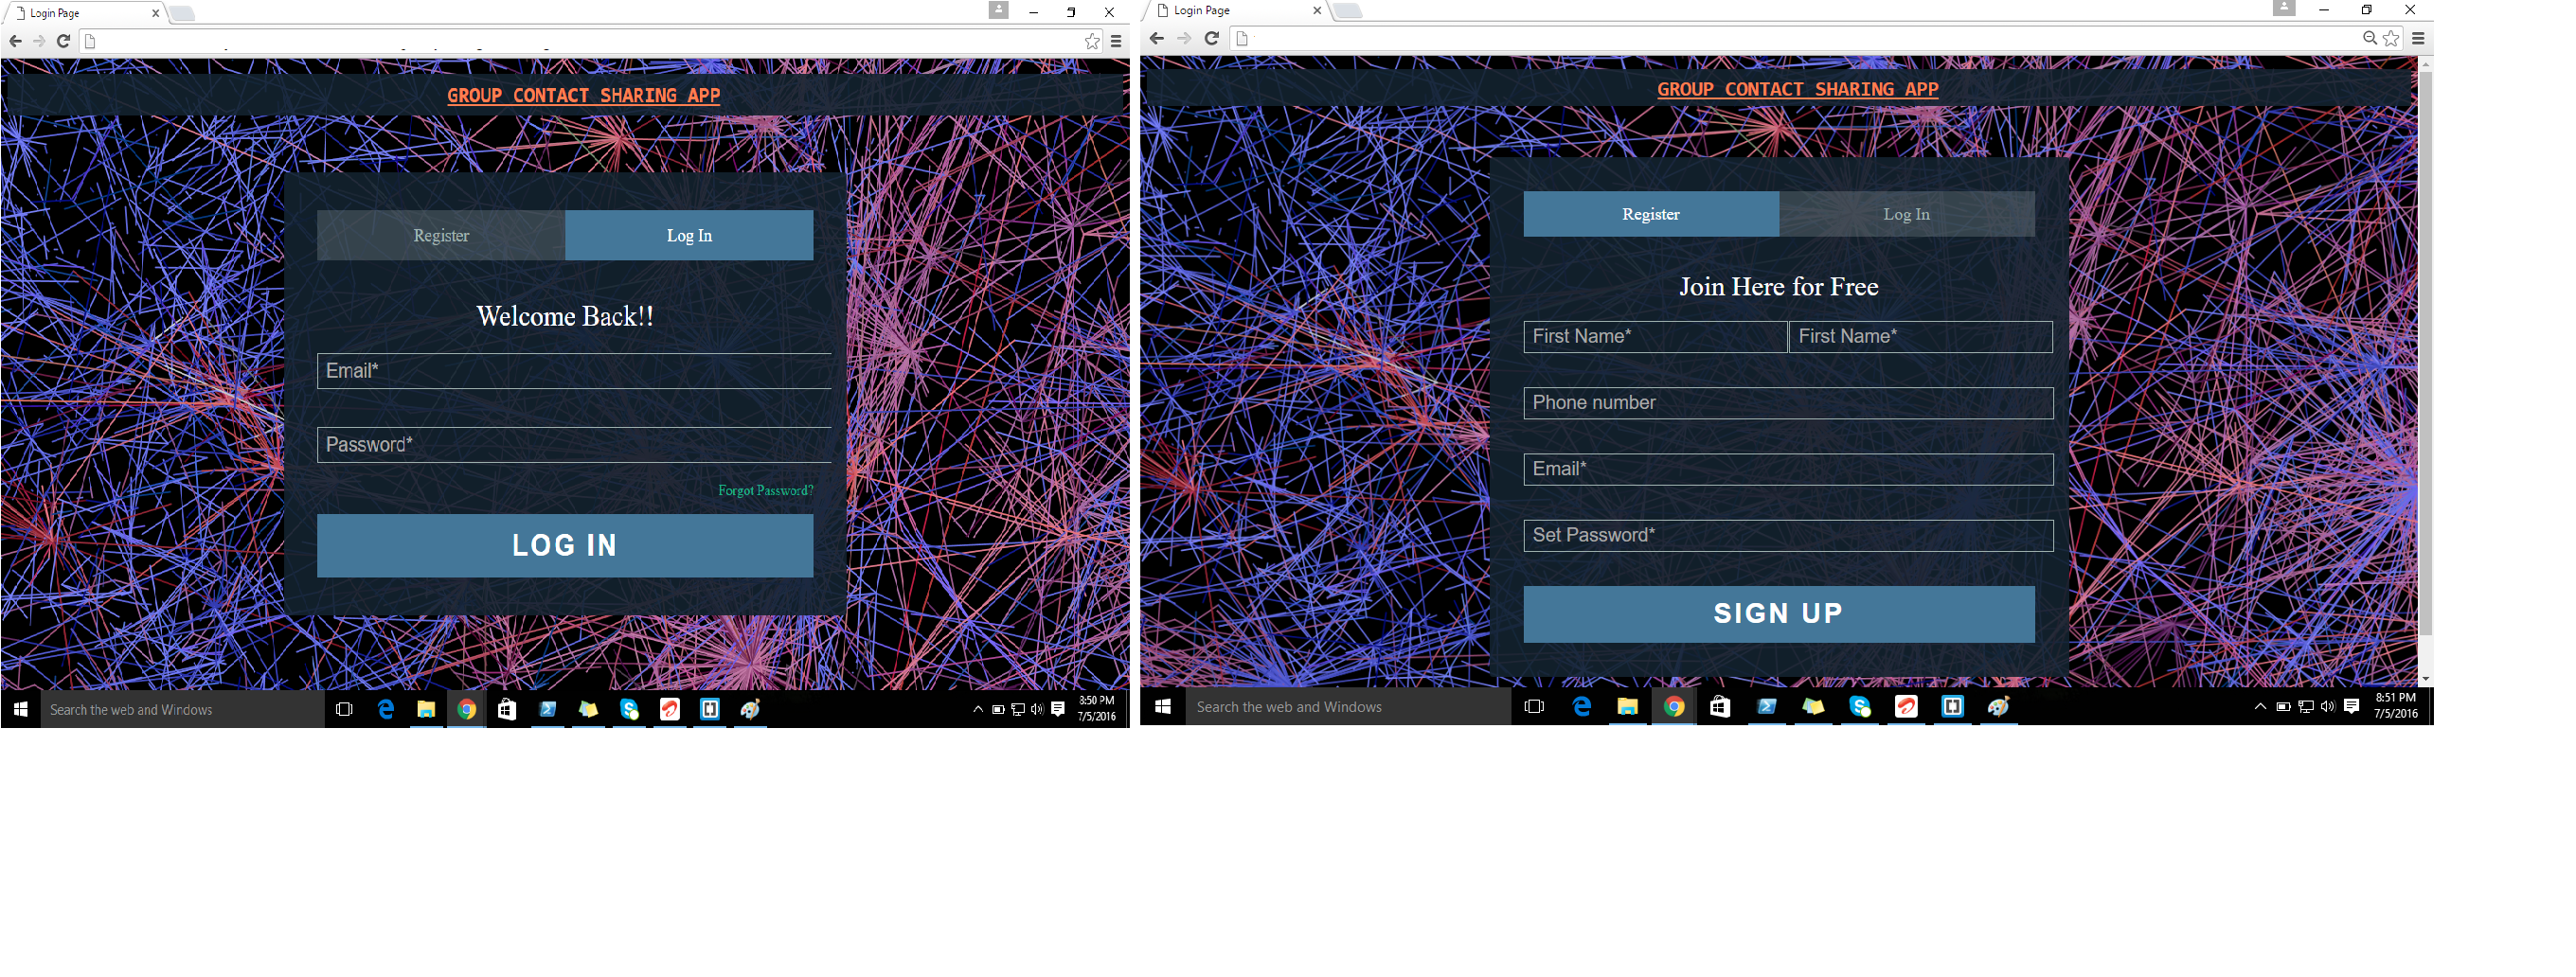 Login Page
GROUP CONTACT SHARING APP
Register Log In
Welcome Back!!
Email*
Password*
Forgot Password?
LOG IN
Search the web and Windows
8:50 PM
7/5/2016
Login Page
GROUP CONTACT SHARING APP
Register Log In
Join Here for Free
First Name* First Name*
Phone number
Email*
Set Password*
SIGN UP
Search the web and Windows
8:51 PM
7/5/2016